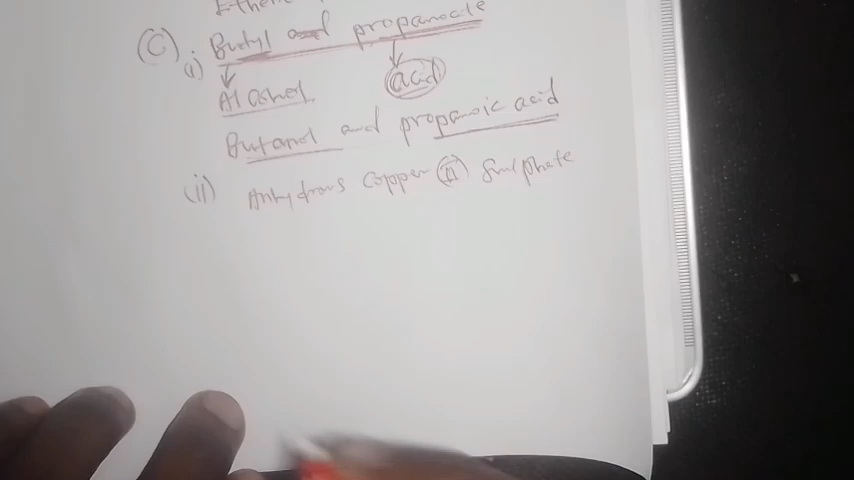 (C) i) Butyl and propanoate
Alcohol acid
Butanol and propanoic acid
(ii) Anhydrous Copper (II) Sulphate